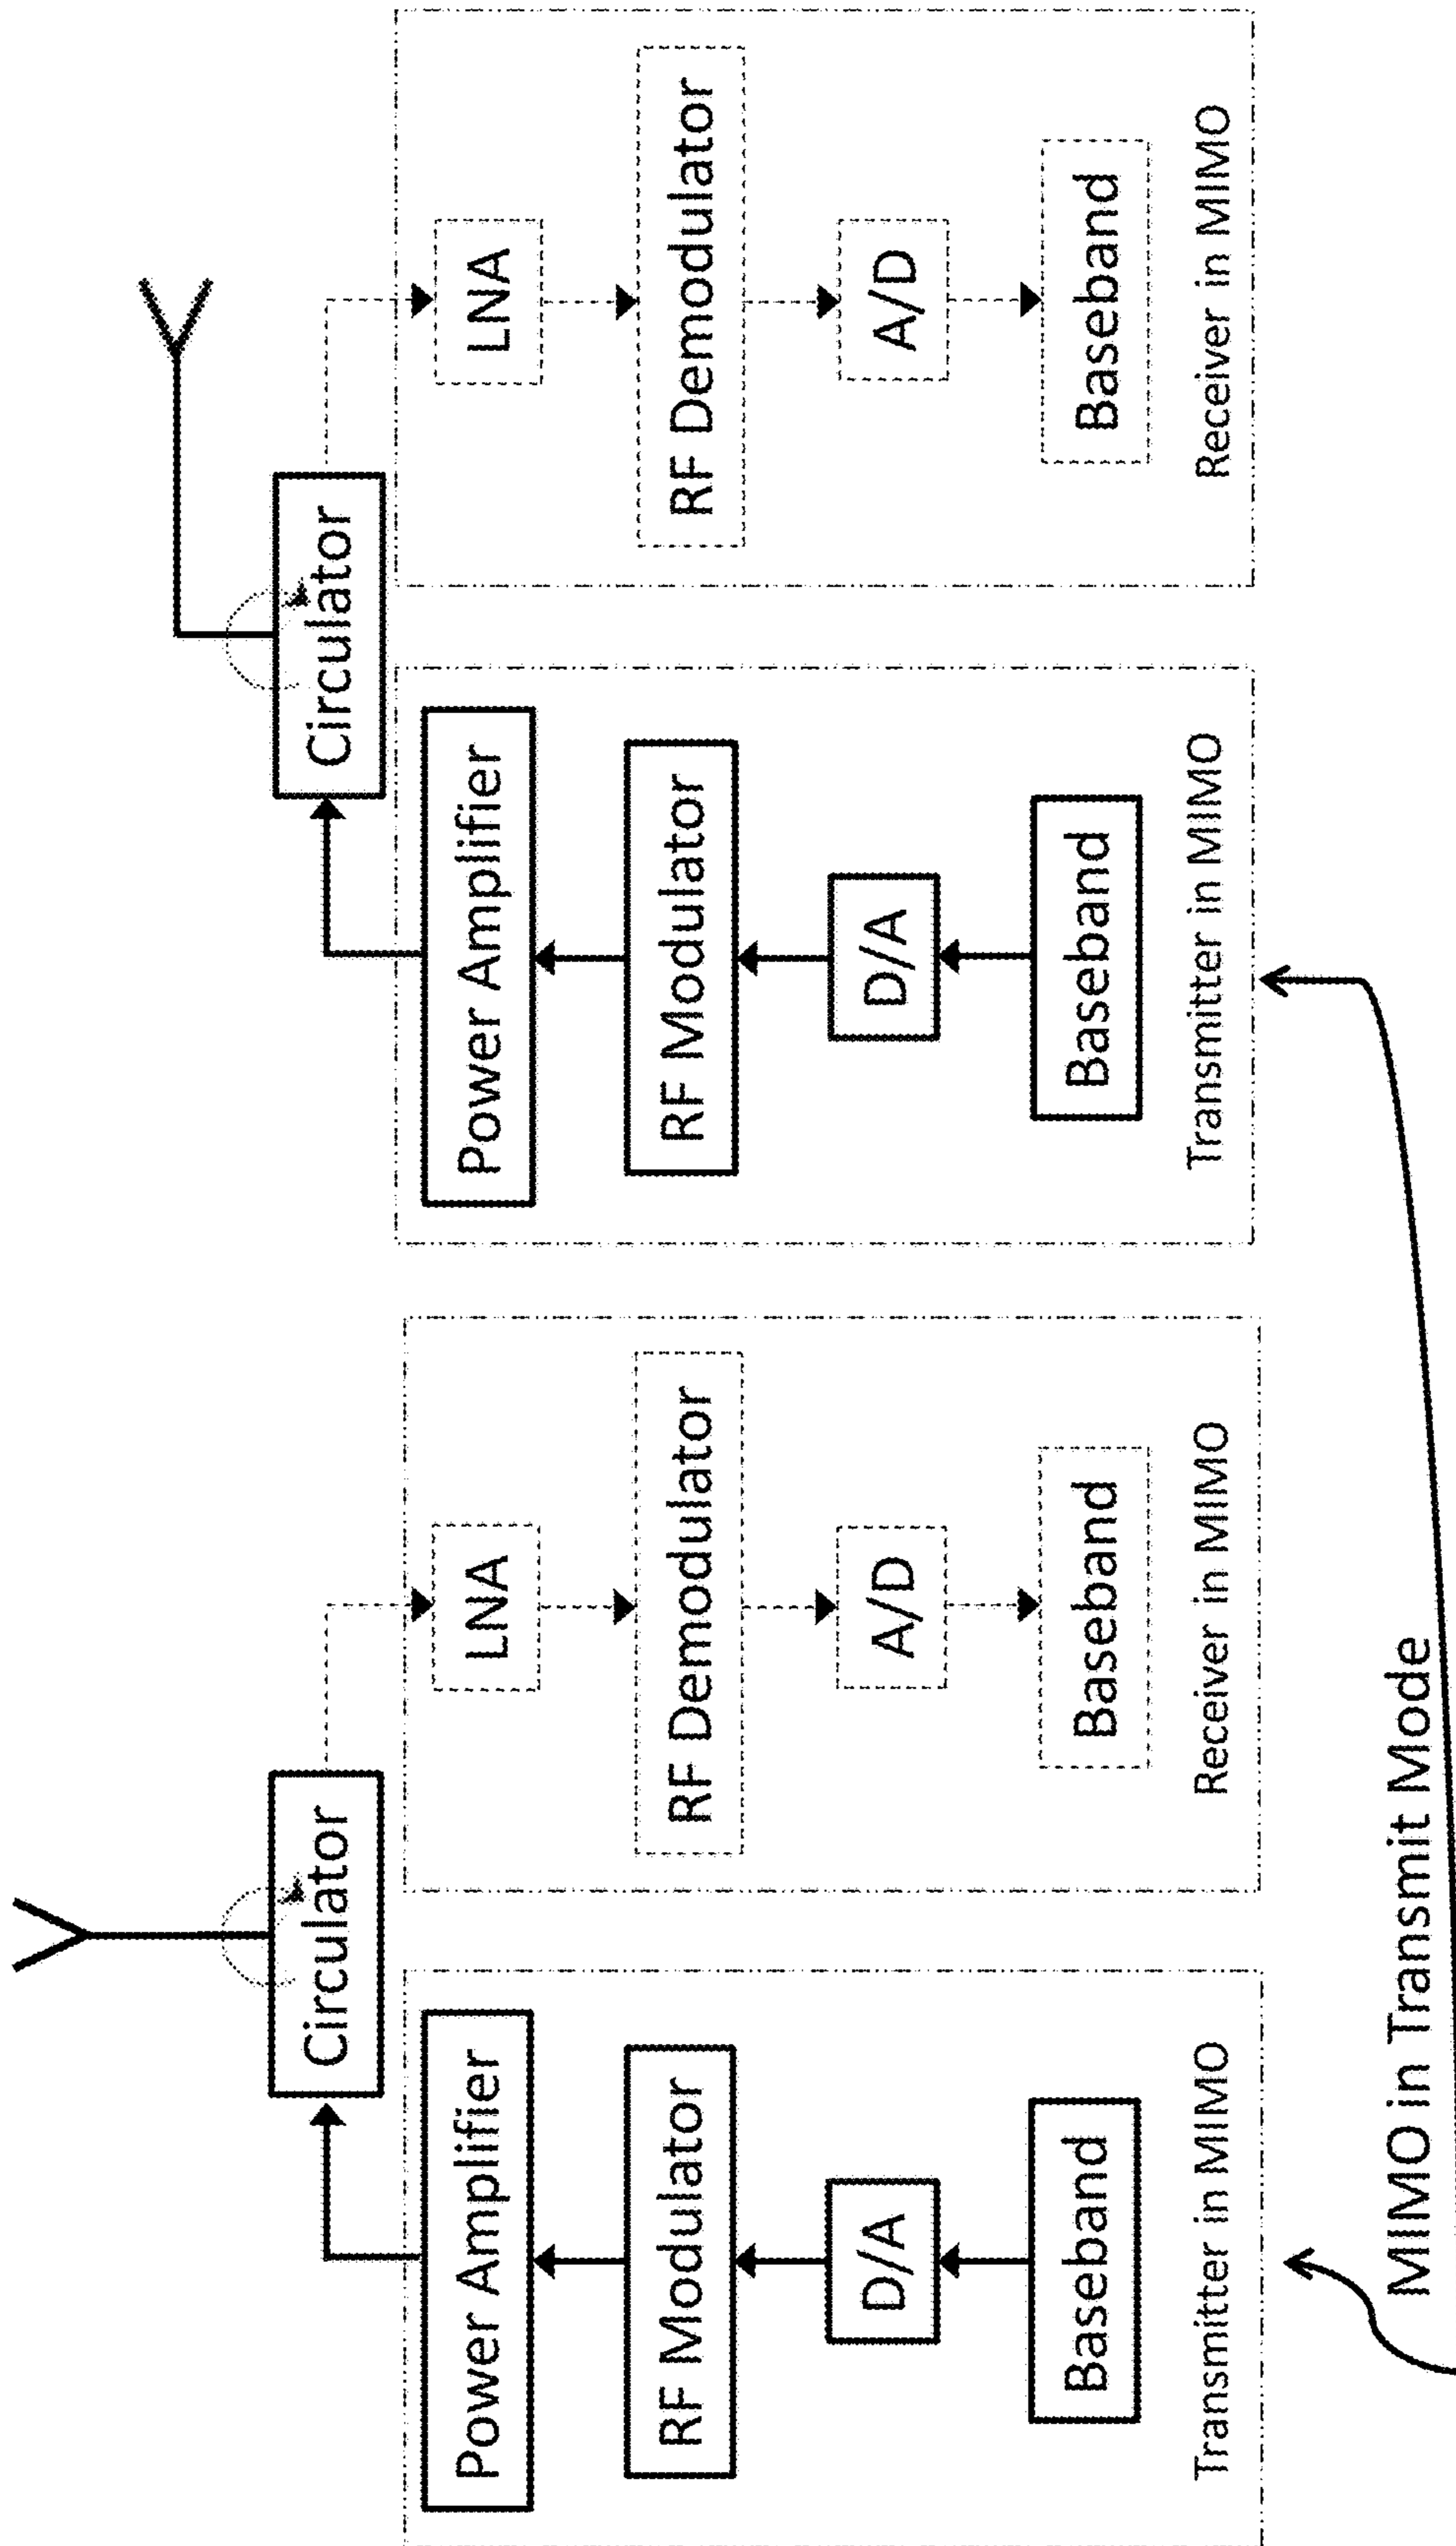 Circulator
Power Amplifier
RF Modulator
D/A
Baseband
Transmitter in MIMO
LNA
RF Demodulator
A/D
Baseband
Receiver in MIMO
Circulator
Power Amplifier
RF Modulator
D/A
Baseband
Transmitter in MIMO
LNA
RF Demodulator
A/D
Baseband
Receiver in MIMO
MIMO in Transmit Mode